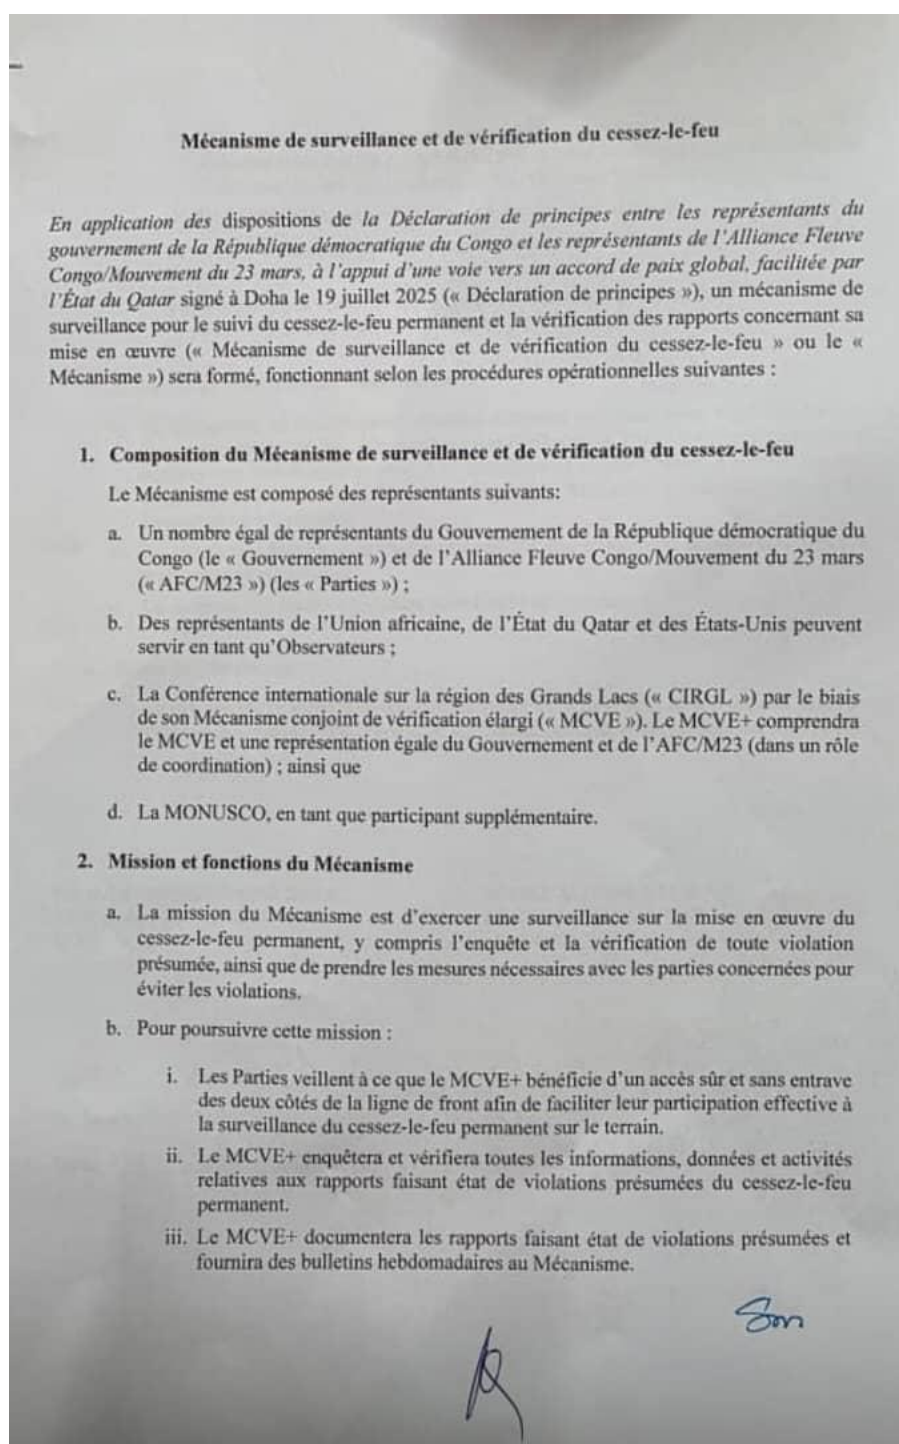 Mécanisme de surveillance et de vérification du cessez-le-feu
En application des dispositions de la Déclaration de principes entre les représentants du
gouvernement de la République démocratique du Congo et les représentants de l'Alliance Fleuve
Congo/Mouvement du 23 mars, à l'appui d'une voie vers un accord de paix global, facilitée par
l'État du Qatar signé à Doha le 19 juillet 2025 (« Déclaration de principes »), un mécanisme de
surveillance pour le suivi du cessez-le-feu permanent et la vérification des rapports concernant sa
mise en œuvre (« Mécanisme de surveillance et de vérification du cessez-le-feu » ou le «
Mécanisme ») sera formé, fonctionnant selon les procédures opérationnelles suivantes :
1. Composition du Mécanisme de surveillance et de vérification du cessez-le-feu
Le Mécanisme est composé des représentants suivants:
a. Un nombre égal de représentants du Gouvernement de la République démocratique du
Congo (le « Gouvernement ») et de l'Alliance Fleuve Congo/Mouvement du 23 mars
(« AFC/M23 ») (les « Parties ») ;
b. Des représentants de l'Union africaine, de l'État du Qatar et des États-Unis peuvent
servir en tant qu'Observateurs ;
c. La Conférence internationale sur la région des Grands Lacs (« CIRGL ») par le biais
de son Mécanisme conjoint de vérification élargi (« MCVE »). Le MCVE+ comprendra
le MCVE et une représentation égale du Gouvernement et de l'AFC/M23 (dans un rôle
de coordination) ; ainsi que
d. La MONUSCO, en tant que participant supplémentaire.
2. Mission et fonctions du Mécanisme
a. La mission du Mécanisme est d'exercer une surveillance sur la mise en œuvre du
cessez-le-feu permanent, y compris l'enquête et la vérification de toute violation
présumée, ainsi que de prendre les mesures nécessaires avec les parties concernées pour
éviter les violations.
b. Pour poursuivre cette mission :
i. Les Parties veillent à ce que le MCVE+ bénéficie d'un accès sûr et sans entrave
des deux côtés de la ligne de front afin de faciliter leur participation effective à
la surveillance du cessez-le-feu permanent sur le terrain.
ii. Le MCVE+ enquêtera et vérifiera toutes les informations, données et activités
relatives aux rapports faisant état de violations présumées du cessez-le-feu
permanent.
iii. Le MCVE+ documentera les rapports faisant état de violations présumées et
fournira des bulletins hebdomadaires au Mécanisme.